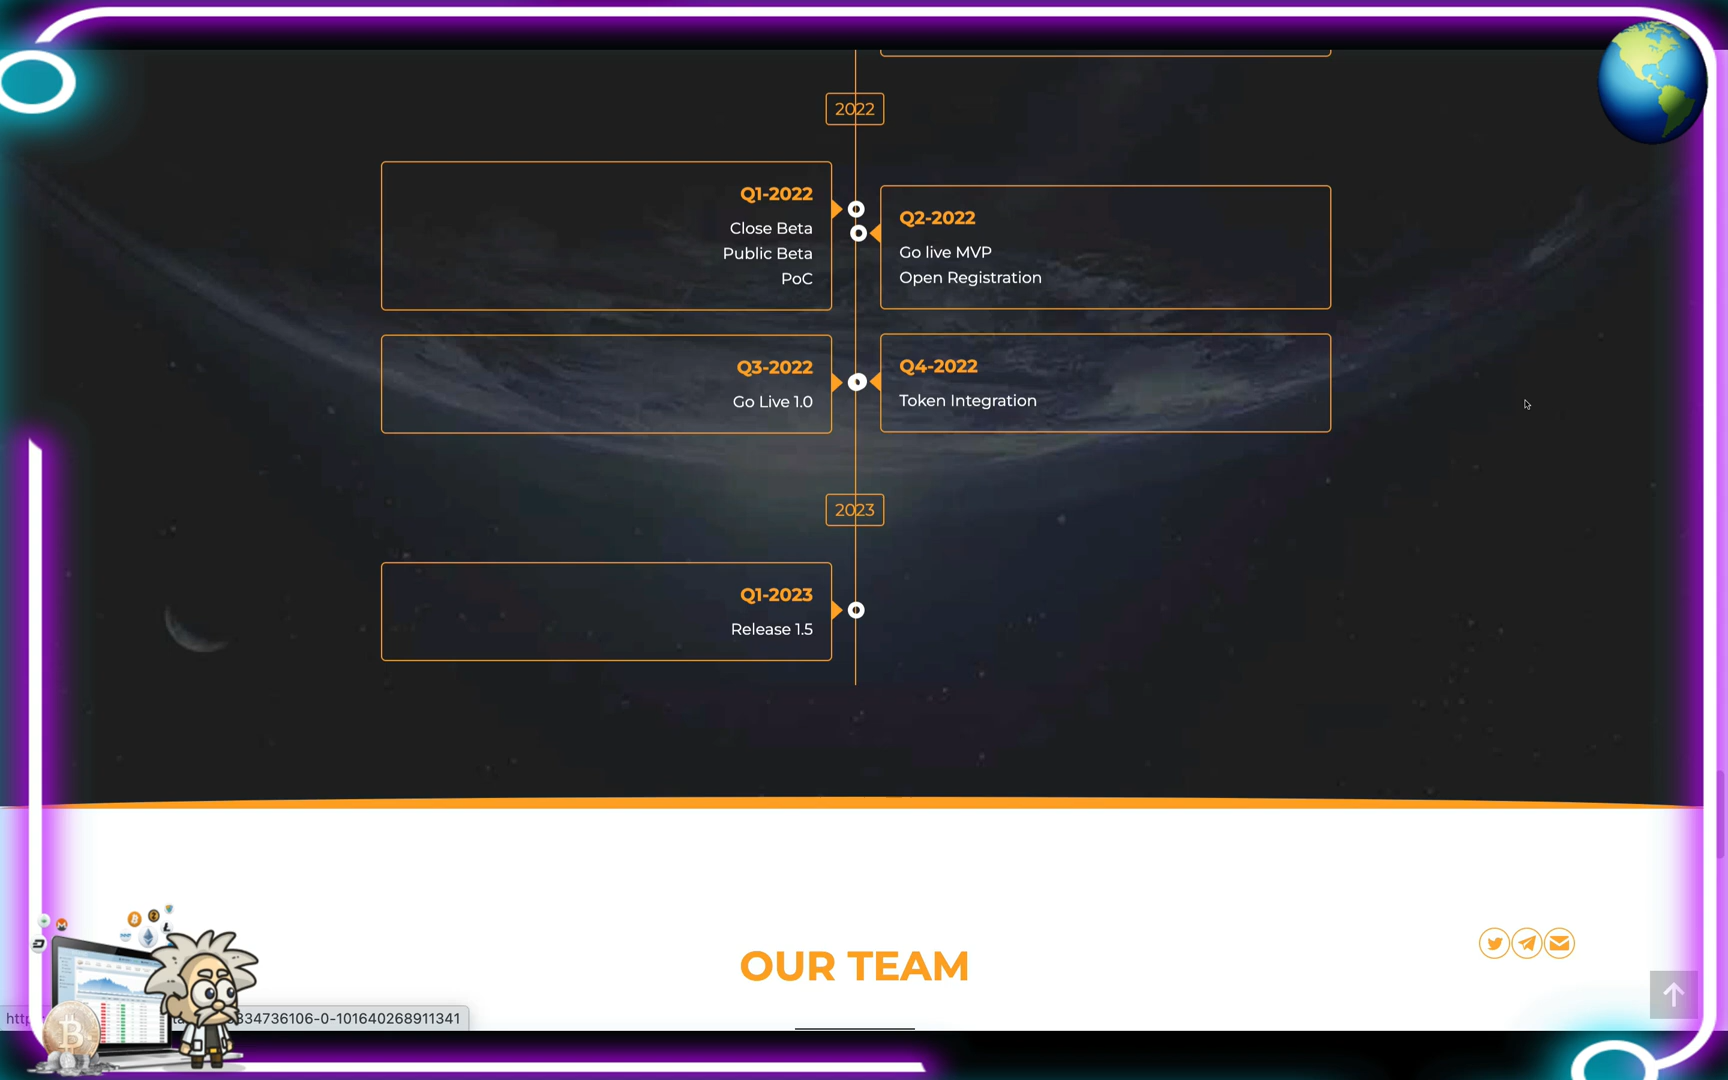 2022
Q1-2022
Close Beta
Public Beta
PoC
Q2-2022
Go live MVP
Open Registration
Q3-2022
Go Live 1.0
Q4-2022
Token Integration
2023
Q1-2023
Release 1.5
OUR TEAM
334736106-0-101640268911341